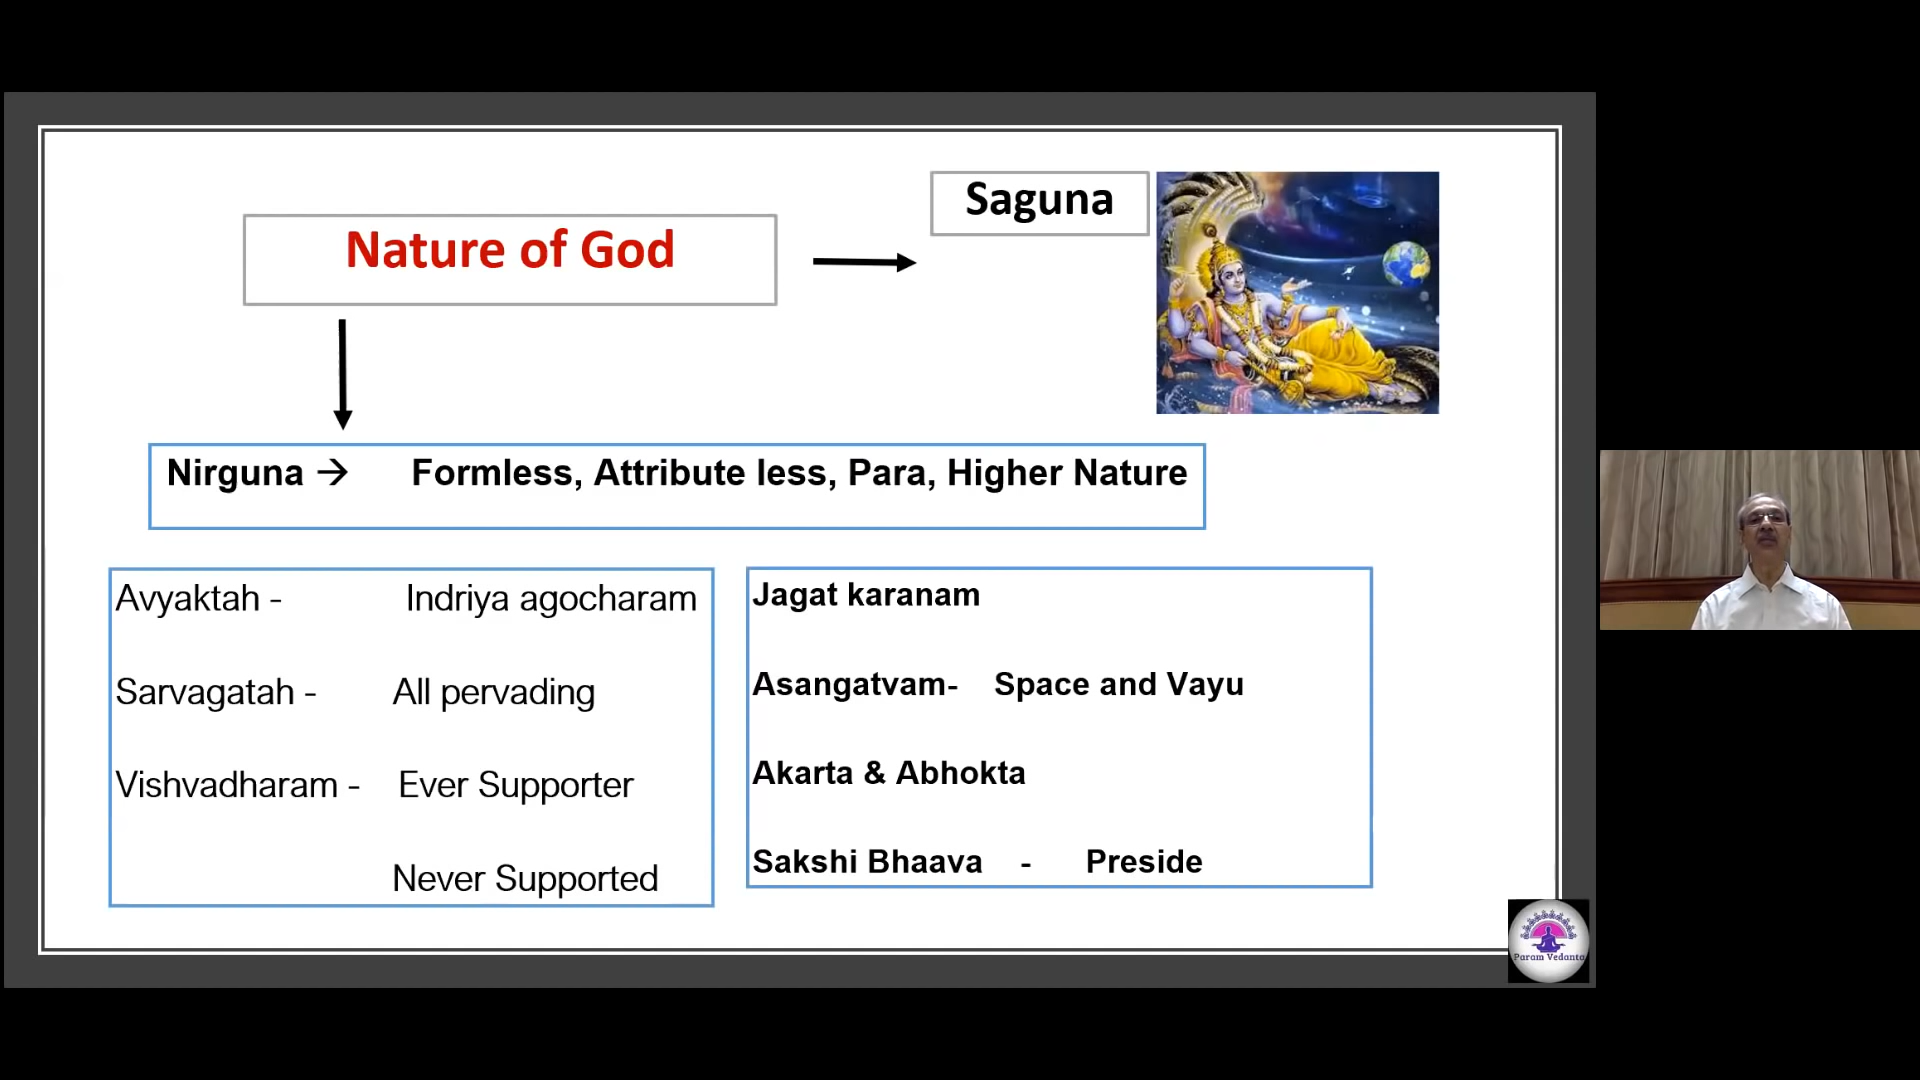 Saguna
Nature of God
Nirguna → Formless, Attribute less, Para, Higher Nature
Avyaktah - Indriya agocharam
Sarvagatah - All pervading
Vishvadharam - Ever Supporter
Never Supported
Jagat karanam
Asangatvam- Space and Vayu
Akarta & Abhokta
Sakshi Bhaava - Preside
Param Vedanta